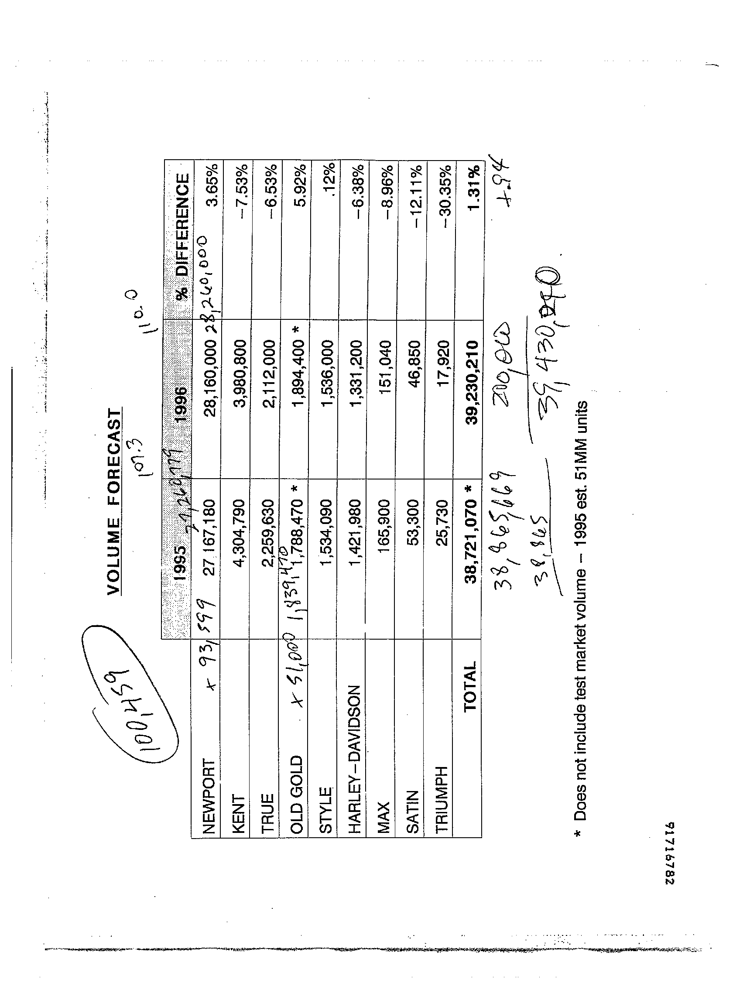 VOLUME FORECAST
100,459
107.3
110.0
27,260,779
1995 1996 % DIFFERENCE
NEWPORT + 93,599 27 167,180 28,160,000 28,260,000 3.65%
KENT 4,304,790 3,980,800 −7.53%
TRUE 2,259,630 2,112,000 −6.53%
OLD GOLD + 51,000 1,839,470 1,788,470 * 1,894,400 * 5.92%
STYLE 1,534,090 1,536,000 .12%
HARLEY−DAVIDSON 1,421,980 1,331,200 −6.38%
MAX 165,900 151,040 −8.96%
SATIN 53,300 46,850 −12.11%
TRIUMPH 25,730 17,920 −30.35%
TOTAL 38,721,070 * 39,230,210 1.31%
38,865,669 200,000 +.94
38,865 39,430,
* Does not include test market volume − 1995 est. 51MM units
91716782